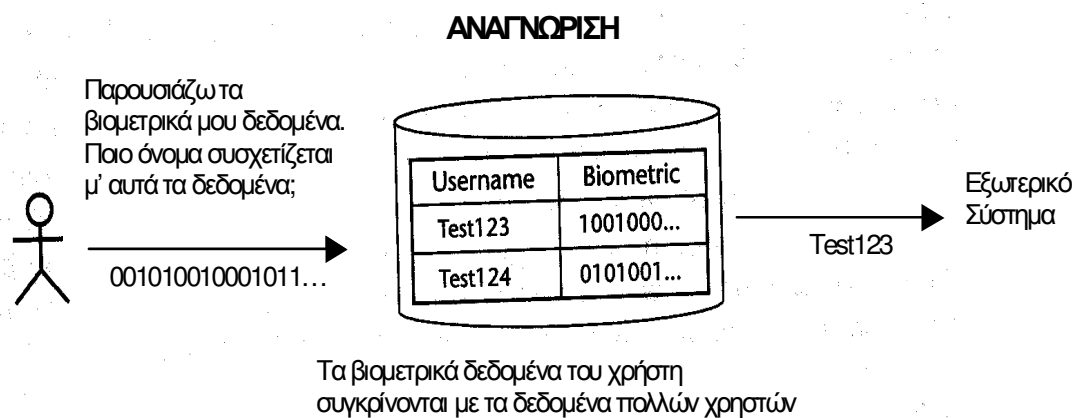 ΑΝΑΓΝΩΡΙΣΗ
Παρουσιάζω τα
βιομετρικά μου δεδομένα.
Ποιο όνομα συσχετίζεται
μ’ αυτά τα δεδομένα;
001010010001011…
Username Biometric
Test123 1001000...
Test124 0101001...
Test123
Εξωτερικό
Σύστημα
Τα βιομετρικά δεδομένα του χρήστη
συγκρίνονται με τα δεδομένα πολλών χρηστών